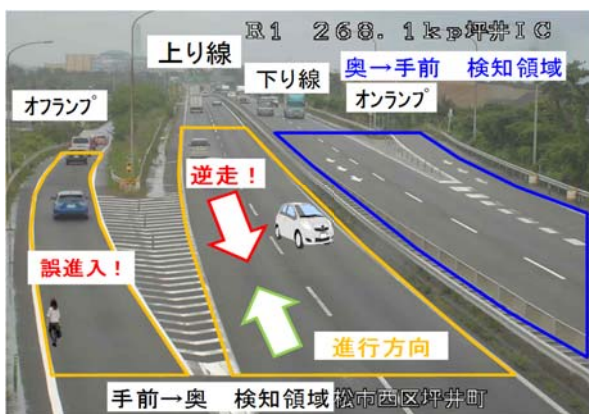 R1 268.1kp坪井IC
上り線
下り線
奥→手前 検知領域
オフランプ
オンランプ
逆走！
誤進入！
進行方向
手前→奥 検知領域
松市西区坪井町